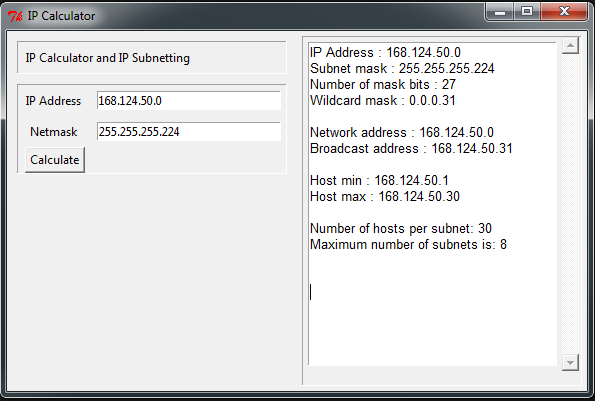 IP Calculator
IP Calculator and IP Subnetting
IP Address 168.124.50.0
Netmask 255.255.255.224
Calculate
IP Address : 168.124.50.0
Subnet mask : 255.255.255.224
Number of mask bits : 27
Wildcard mask : 0.0.0.31
Network address : 168.124.50.0
Broadcast address : 168.124.50.31
Host min : 168.124.50.1
Host max : 168.124.50.30
Number of hosts per subnet: 30
Maximum number of subnets is: 8